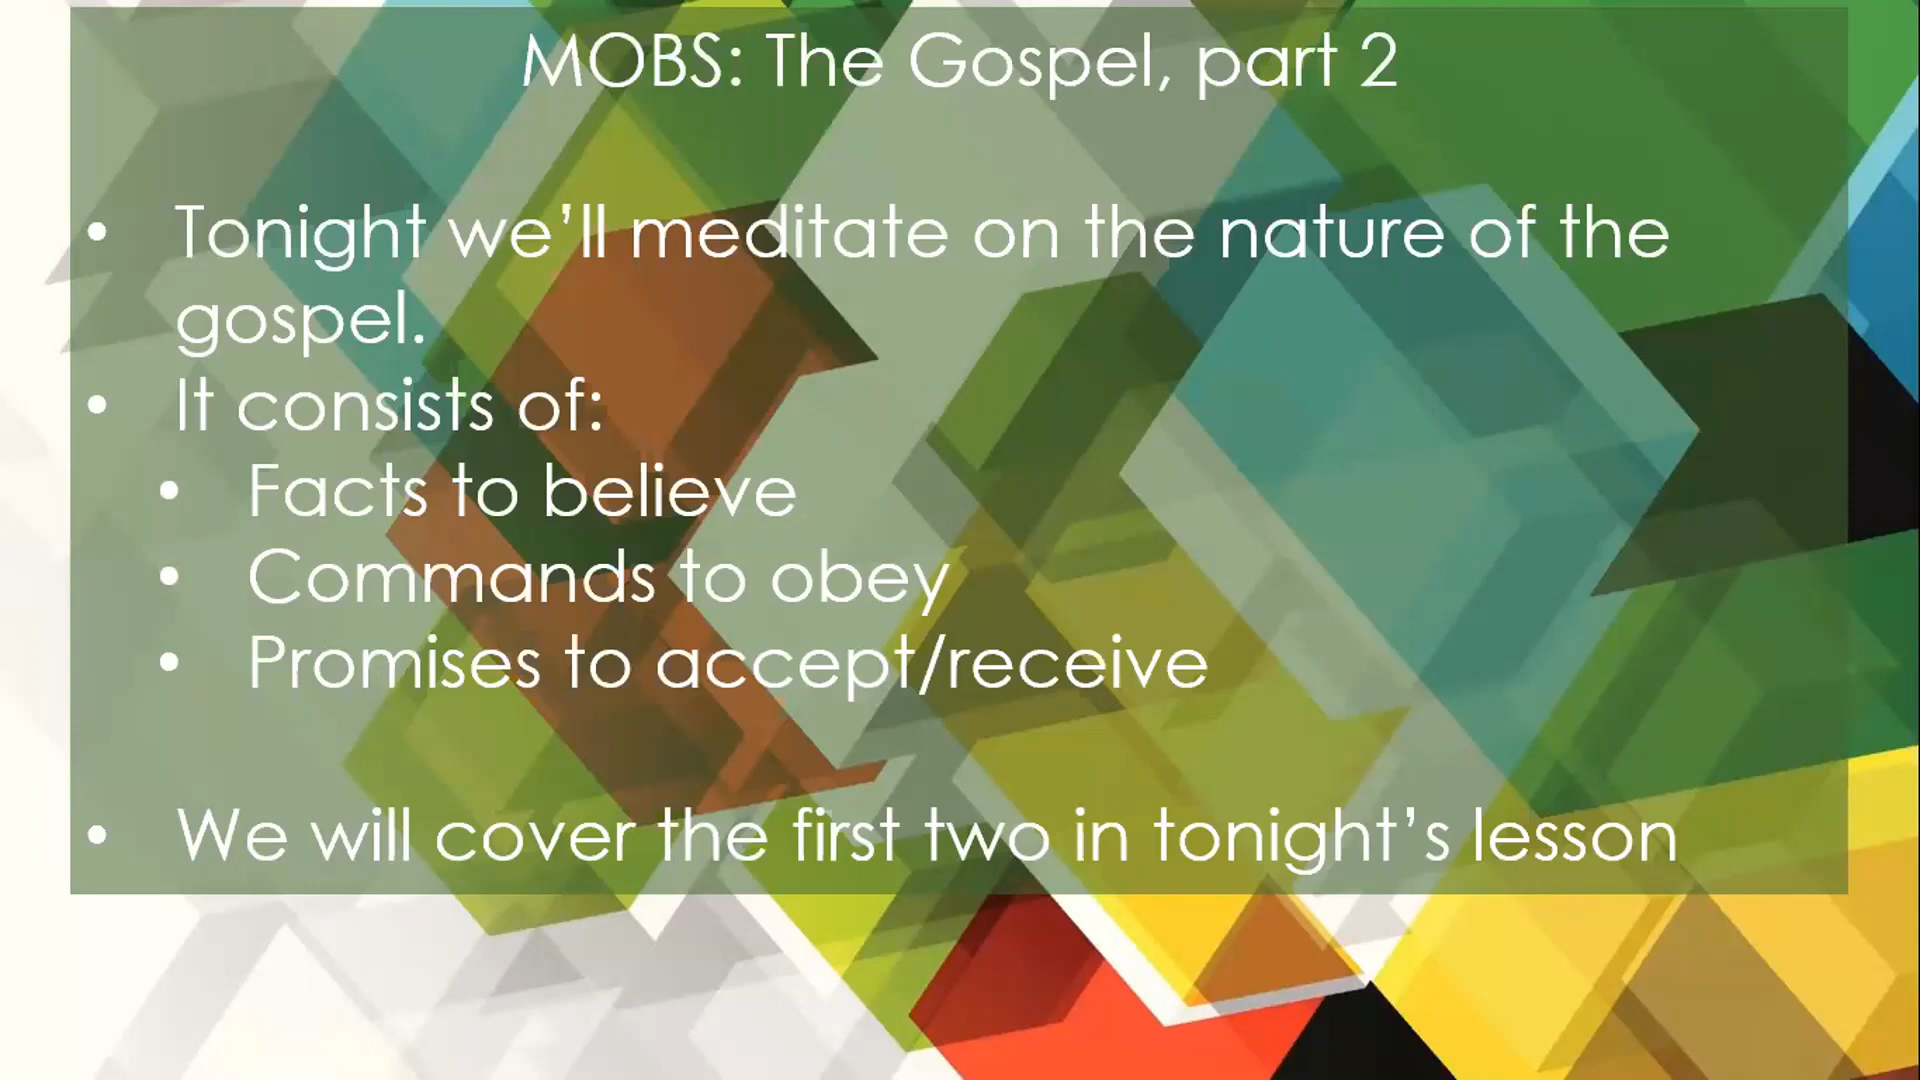 MOBS: The Gospel, part 2
• Tonight we’ll meditate on the nature of the
gospel.
• It consists of:
• Facts to believe
• Commands to obey
• Promises to accept/receive
• We will cover the first two in tonight’s lesson